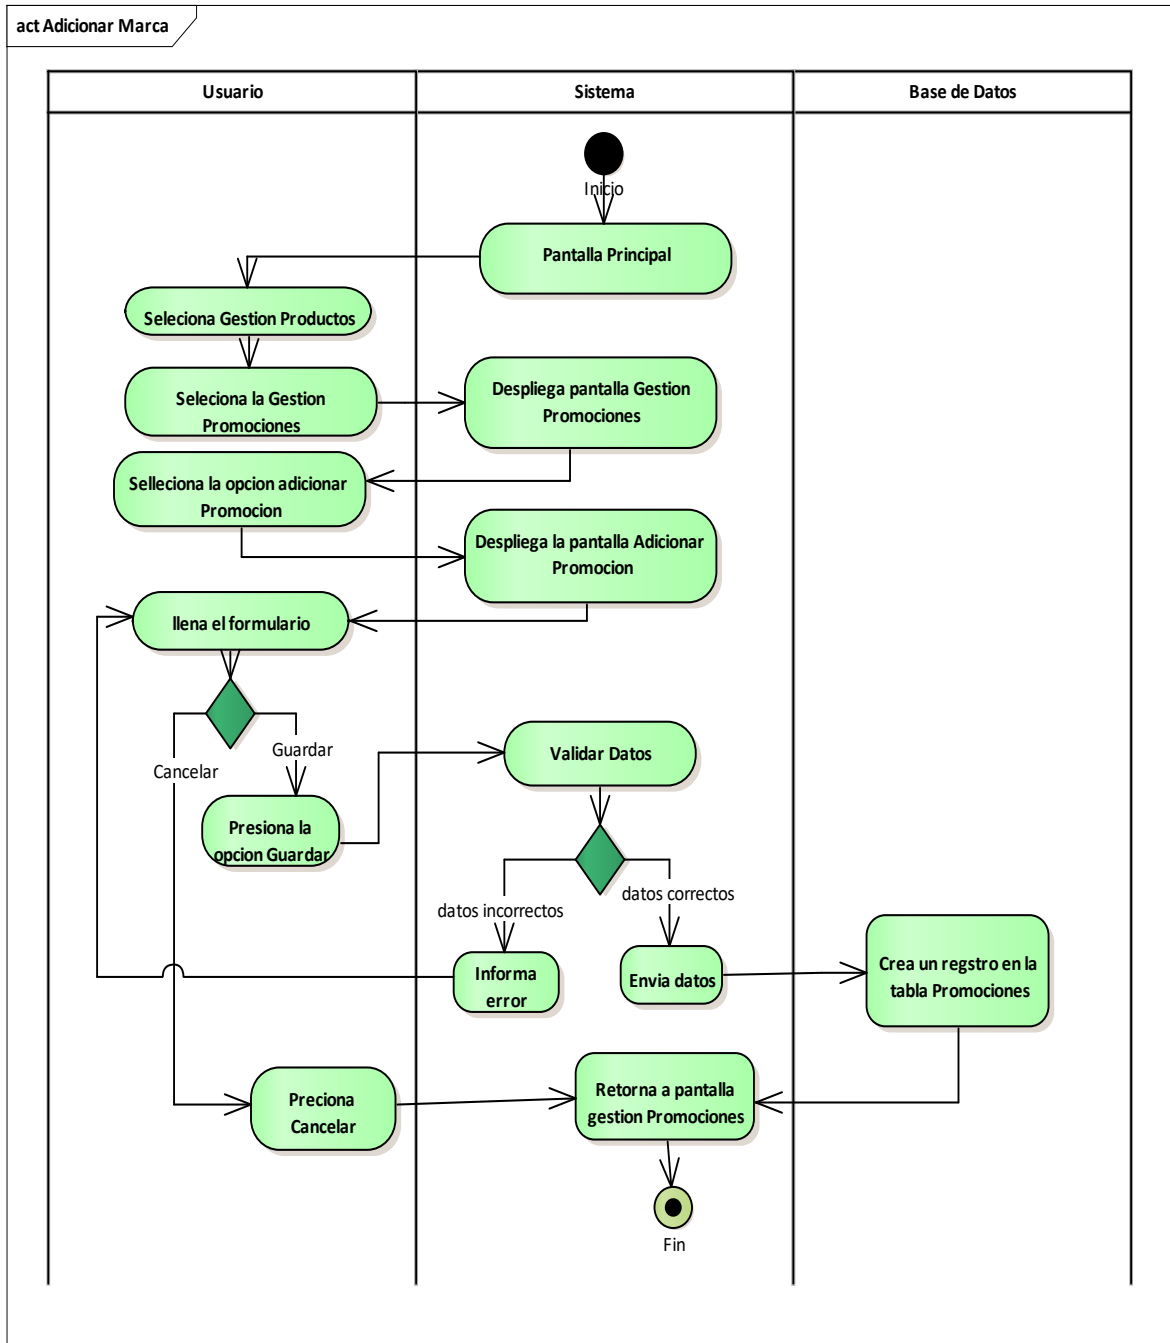 act Adicionar Marca
Usuario
Sistema
Base de Datos
Inicio
Pantalla Principal
Seleciona Gestion Productos
Seleciona la Gestion
Promociones
Despliega pantalla Gestion
Promociones
Selleciona la opcion adicionar
Promocion
Despliega la pantalla Adicionar
Promocion
llena el formulario
Guardar
Cancelar
Validar Datos
Presiona la
opcion Guardar
datos incorrectos
datos correctos
Informa
error
Envia datos
Crea un regstro en la
tabla Promociones
Preciona
Cancelar
Retorna a pantalla
gestion Promociones
Fin